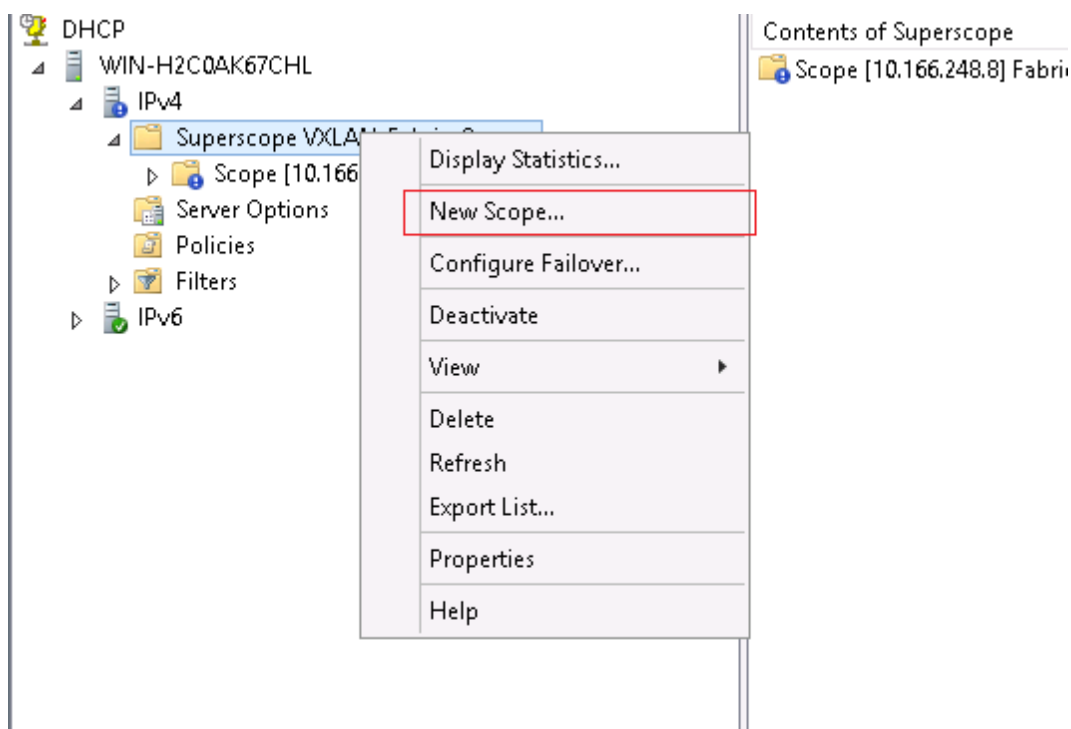 DHCP
WIN-H2C0AK67CHL
IPv4
Superscope VXLAN
Scope [10.166
Server Options
Policies
Filters
IPv6
Display Statistics...
New Scope...
Configure Failover...
Deactivate
View
Delete
Refresh
Export List...
Properties
Help
Contents of Superscope
Scope [10.166.248.8] Fabri